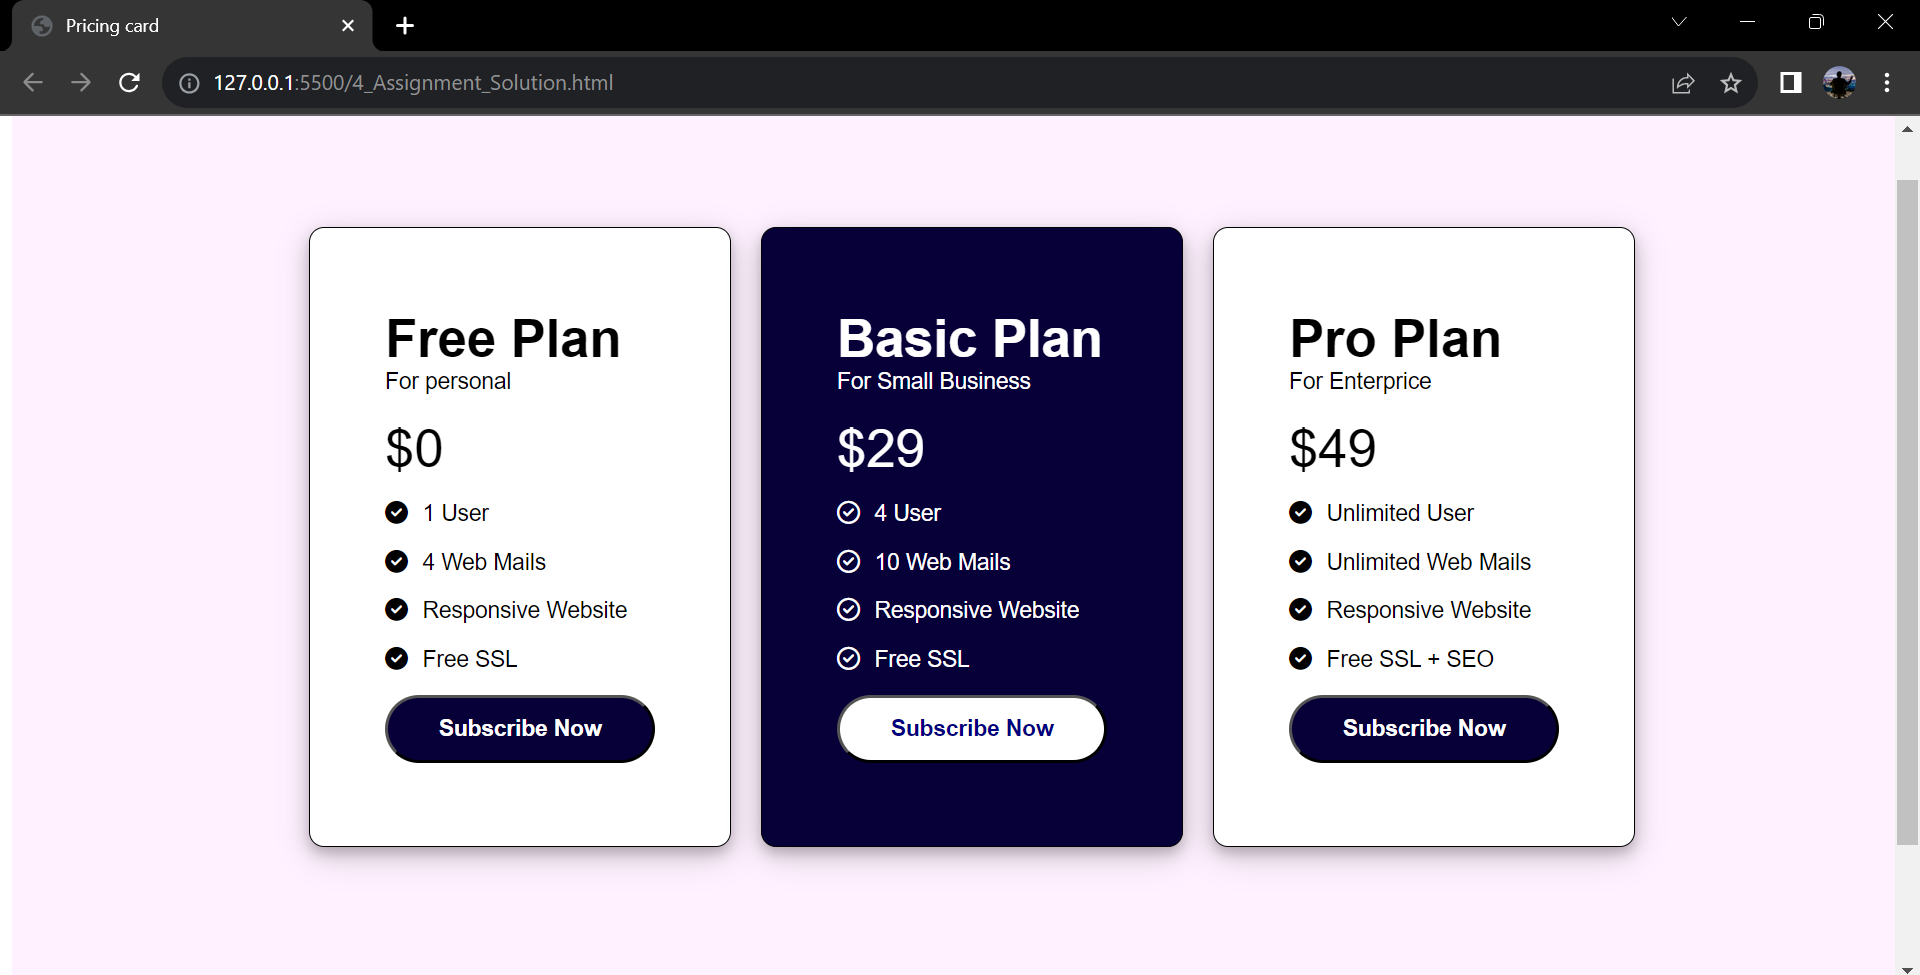 Pricing card
127.0.0.1:5500/4_Assignment_Solution.html
Free Plan
For personal
$0
1 User
4 Web Mails
Responsive Website
Free SSL
Subscribe Now
Basic Plan
For Small Business
$29
4 User
10 Web Mails
Responsive Website
Free SSL
Subscribe Now
Pro Plan
For Enterprice
$49
Unlimited User
Unlimited Web Mails
Responsive Website
Free SSL + SEO
Subscribe Now